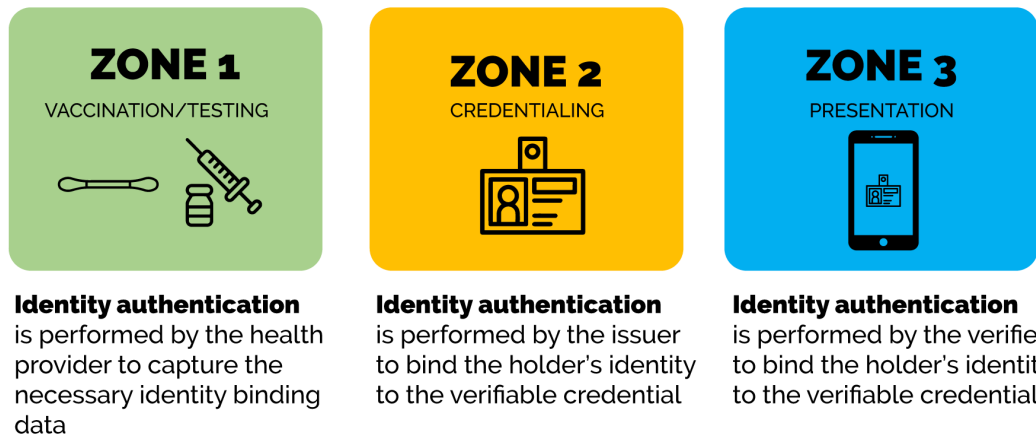 ZONE 1
VACCINATION/TESTING
Identity authentication
is performed by the health
provider to capture the
necessary identity binding
data
ZONE 2
CREDENTIALING
Identity authentication
is performed by the issuer
to bind the holder's identity
to the verifiable credential
ZONE 3
PRESENTATION
Identity authentication
is performed by the verifie
to bind the holder's identit
to the verifiable credential